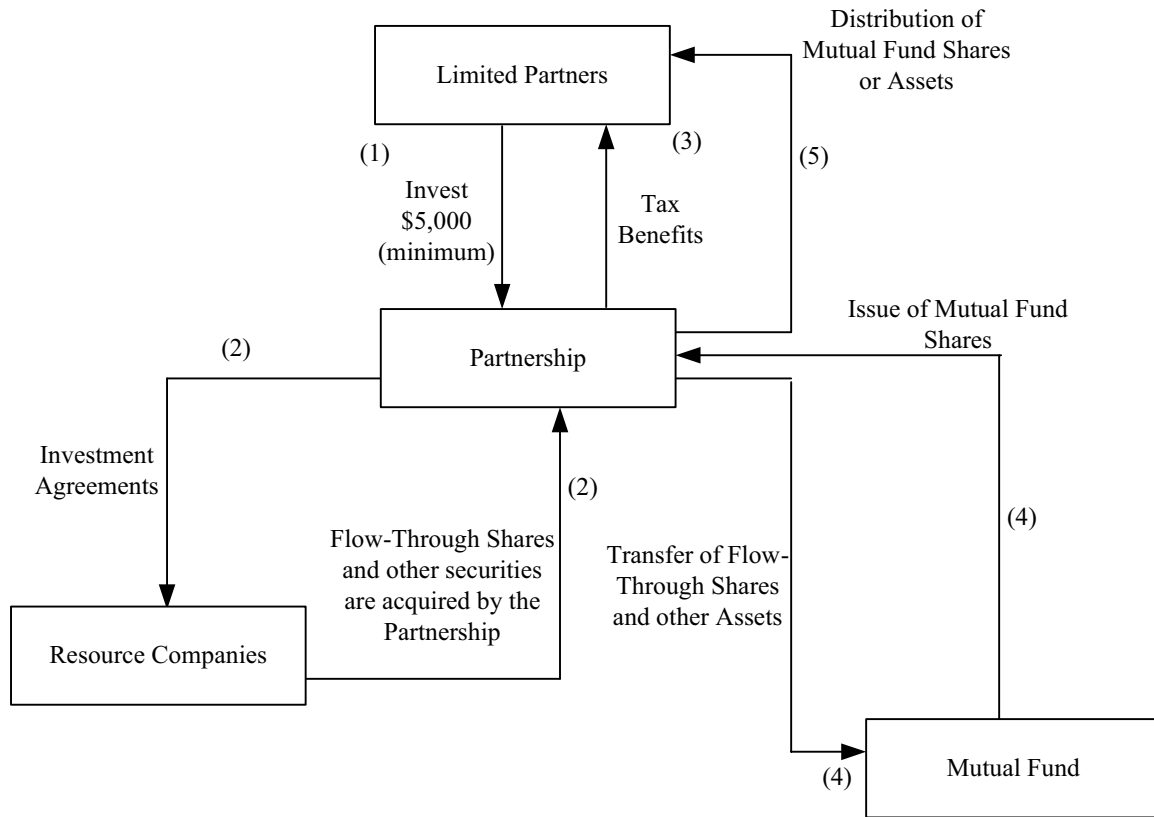 Distribution of
Mutual Fund Shares
or Assets
Limited Partners
(1)
(3)
(5)
Invest
$5,000
(minimum)
Tax
Benefits
Issue of Mutual Fund
Shares
(2)
Partnership
Investment
Agreements
(2)
(4)
Flow-Through Shares
and other securities
are acquired by the
Partnership
Transfer of Flow-
Through Shares
and other Assets
Resource Companies
(4)
Mutual Fund